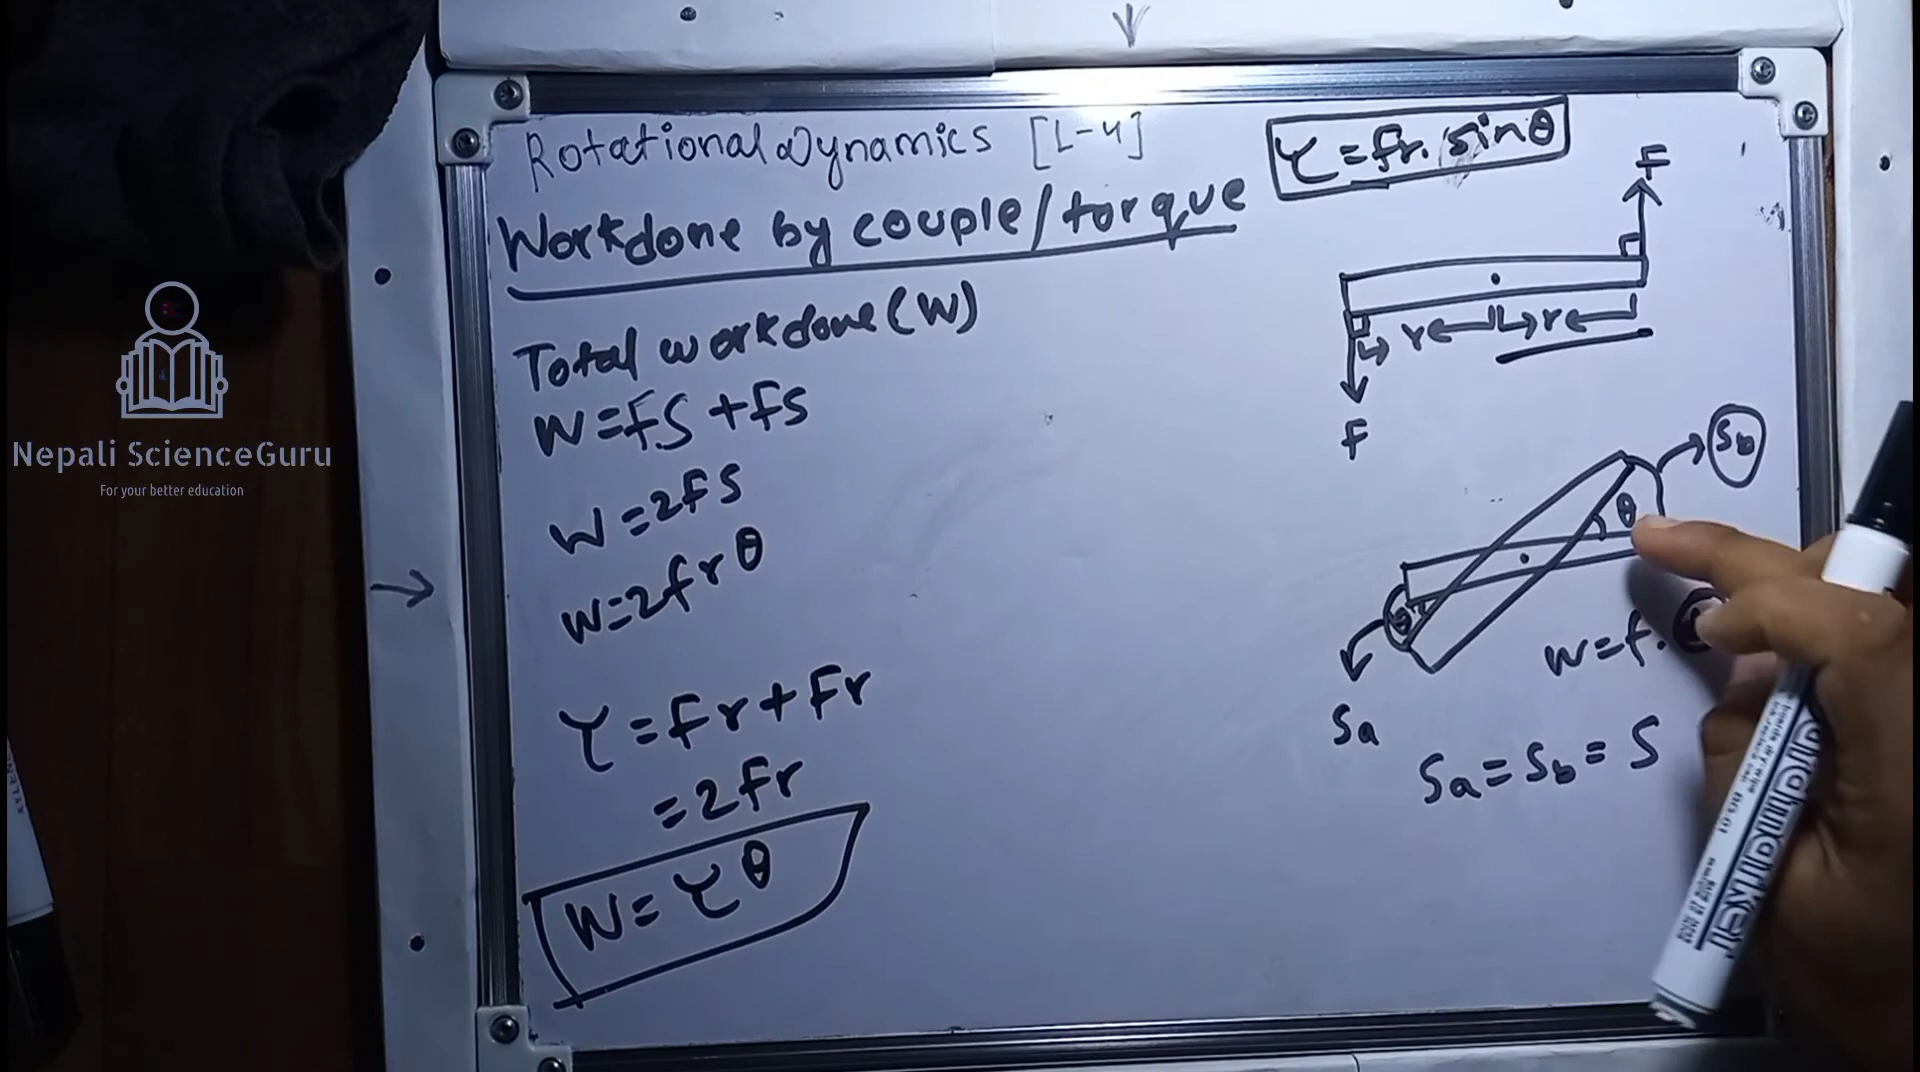 Rotational Dynamics [L-4]
τ = Fr. sinθ
Workdone by couple/torque
Total workdone (W)
W = F.S + FS
W = 2FS
W = 2Frθ
τ = Fr + Fr
= 2Fr
W = τθ
F
r
r
F
Sb
θ
θ
Sa
W = F.
Sa = Sb = S
Nepali ScienceGuru
For your better education